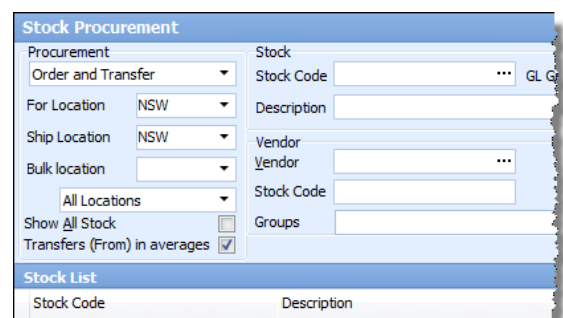 Stock Procurement
Procurement
Order and Transfer
For Location NSW
Ship Location NSW
Bulk location
All Locations
Show All Stock
Transfers (From) in averages
Stock
Stock Code ... GL
Description
Vendor
Vendor ...
Stock Code
Groups
Stock List
Stock Code Description